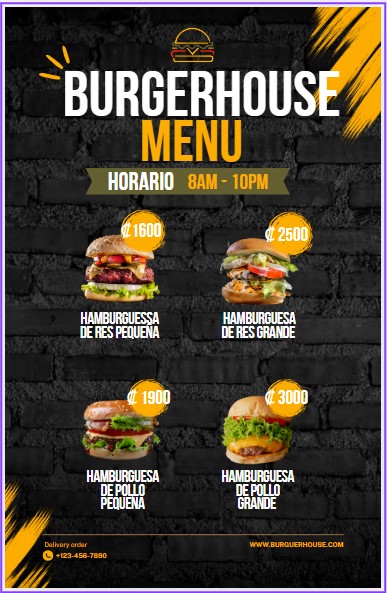 BURGERHOUSE
MENU
HORARIO 8AM - 10PM
₡1600
₡ 2500
HAMBURGUESSA
DE RES PEQUEÑA
HAMBURGUESA
DE RES GRANDE
₡ 1900
₡ 3000
HAMBURGUESA
DE POLLO
PEQUEÑA
HAMBURGUESA
DE POLLO
GRANDE
Delivery order
+123-456-7890
WWW.BURGUERHOUSE.COM